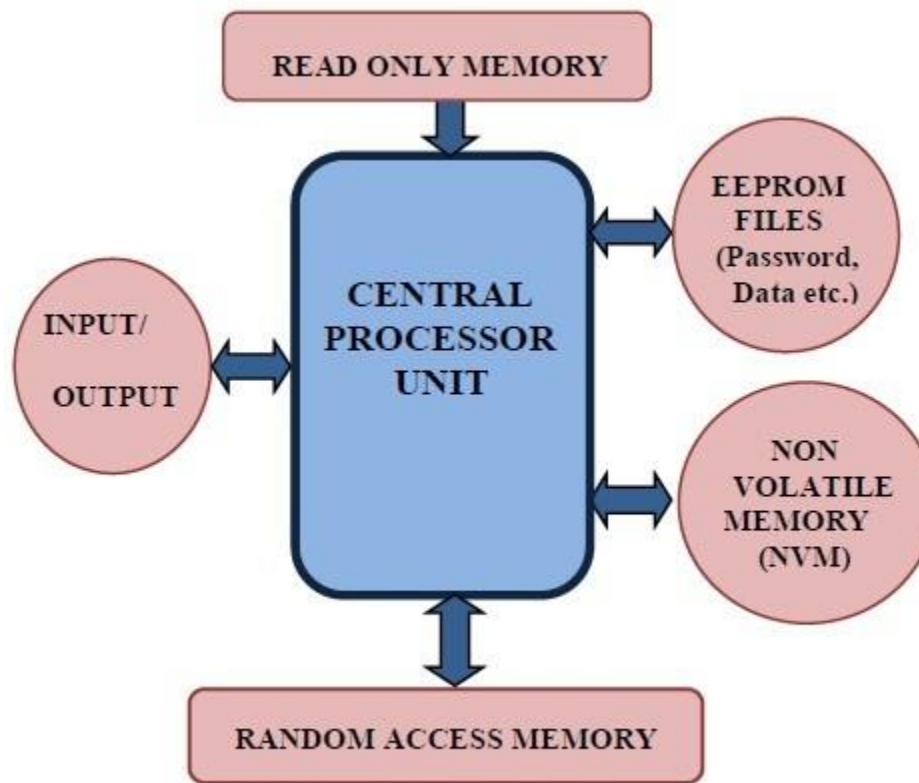 READ ONLY MEMORY
EEPROM
FILES
(Password,
Data etc.)
CENTRAL
PROCESSOR
UNIT
INPUT/
OUTPUT
NON
VOLATILE
MEMORY
(NVM)
RANDOM ACCESS MEMORY